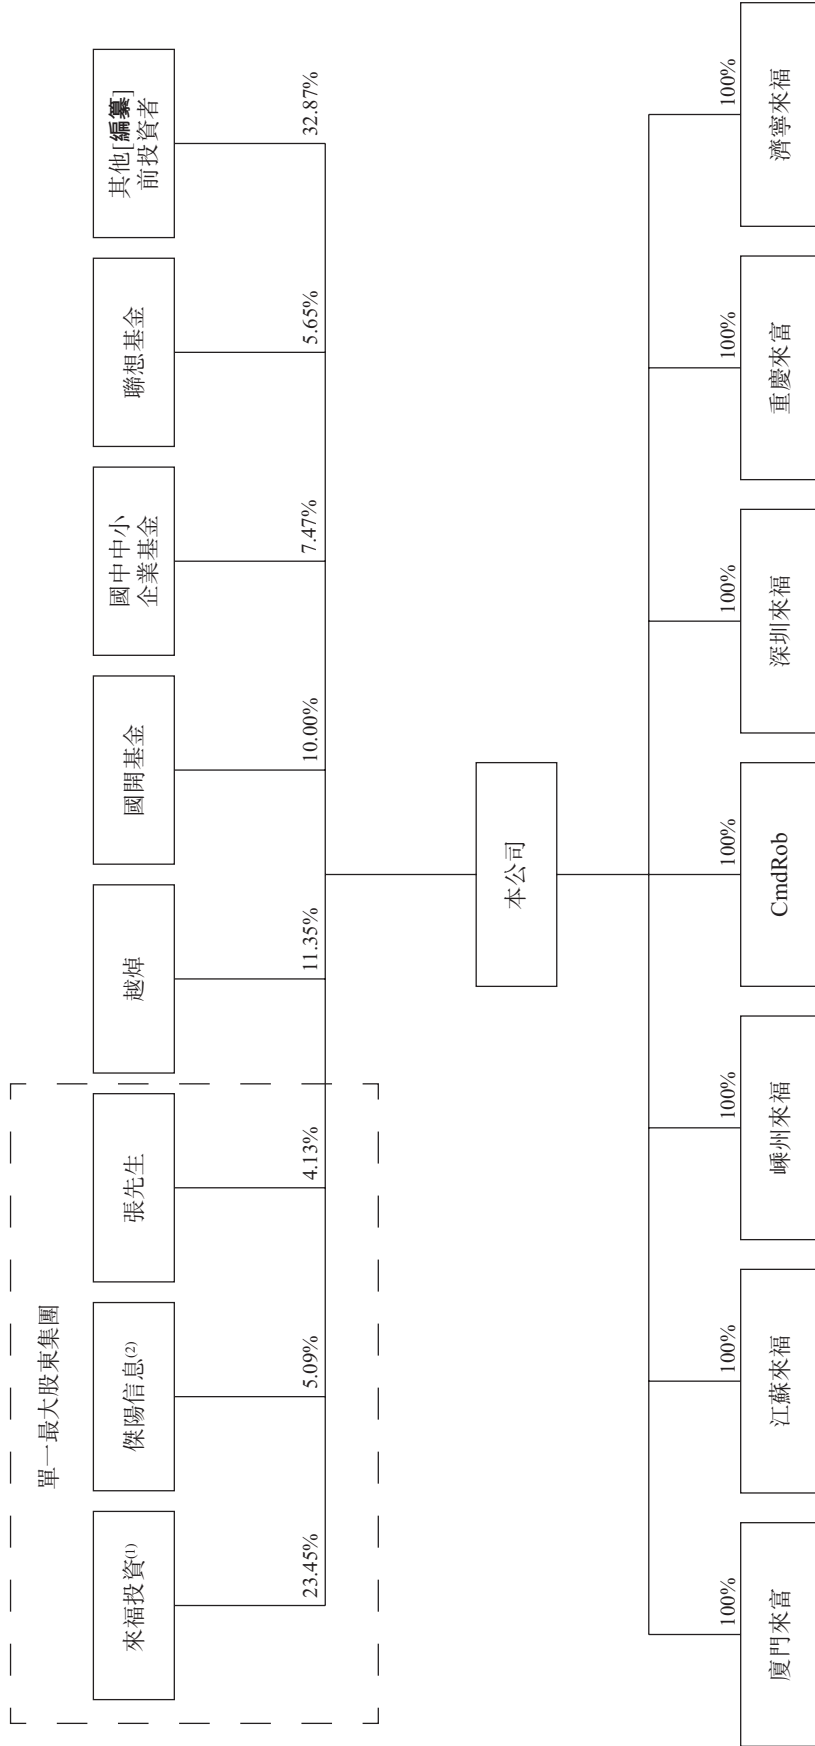 單一最大股東集團
來福投資(1)
傑陽信息(2)
張先生
越焯
國開基金
國中中小
企業基金
聯想基金
其他[編纂]
前投資者
23.45%
5.09%
4.13%
11.35%
10.00%
7.47%
5.65%
32.87%
本公司
100%
100%
100%
100%
100%
100%
100%
廈門來富
江蘇來福
嵊州來福
CmdRob
深圳來福
重慶來富
濟寧來福